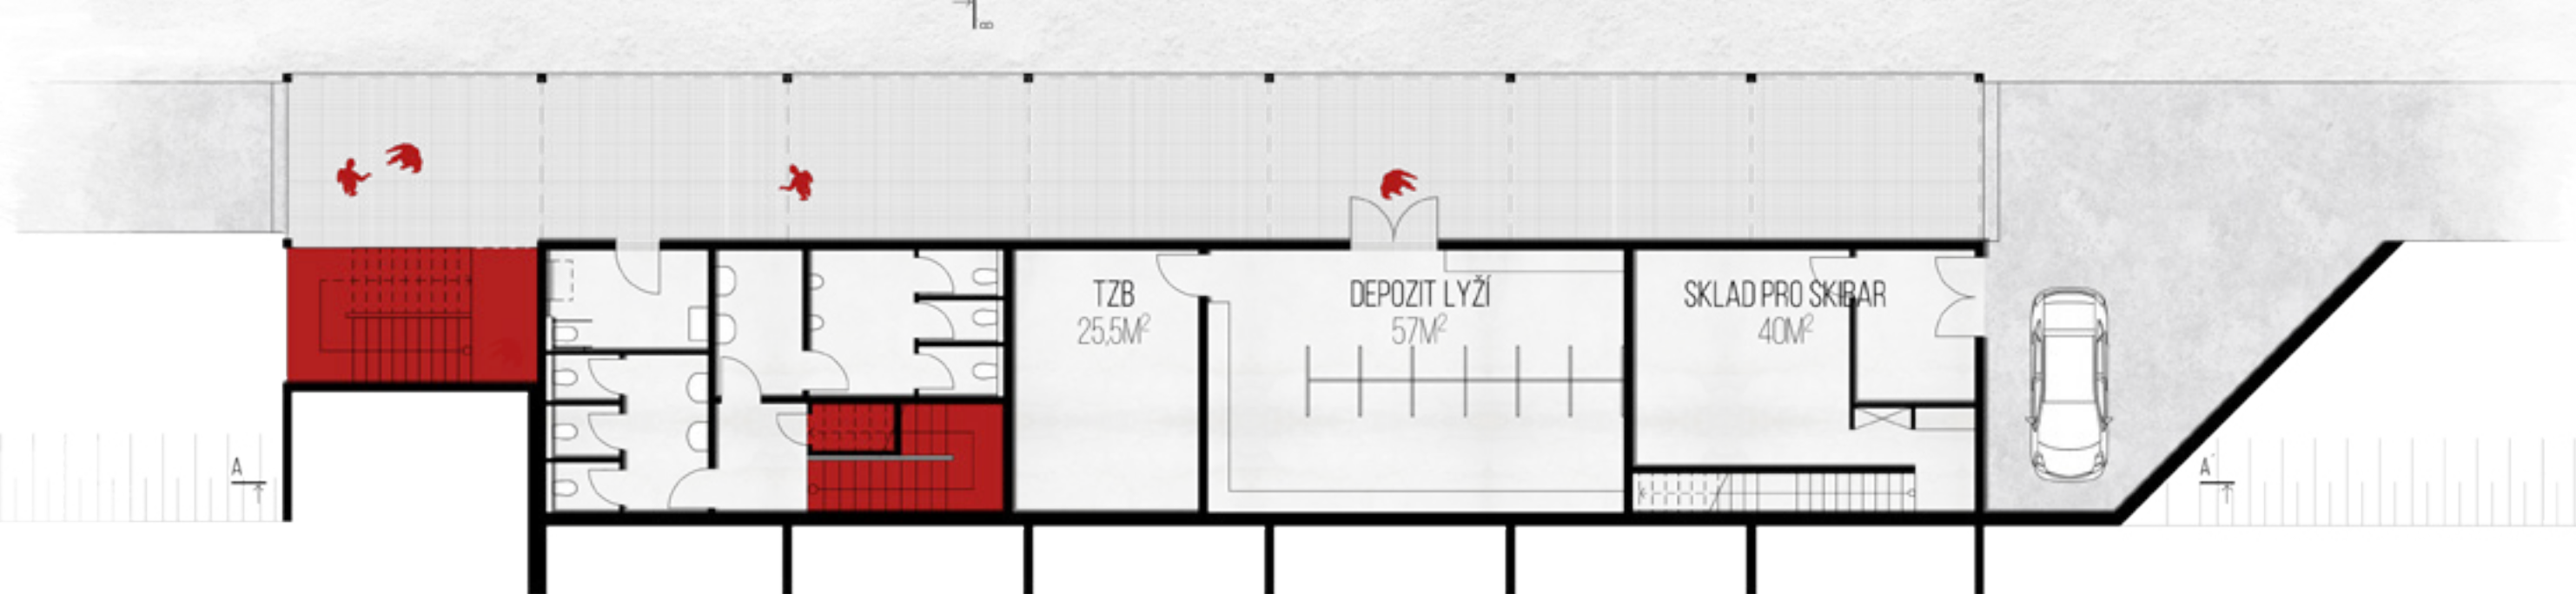 B
TZB
25,5M²
DEPOZIT LYŽÍ
57M²
SKLAD PRO SKIBAR
40M²
A
A´